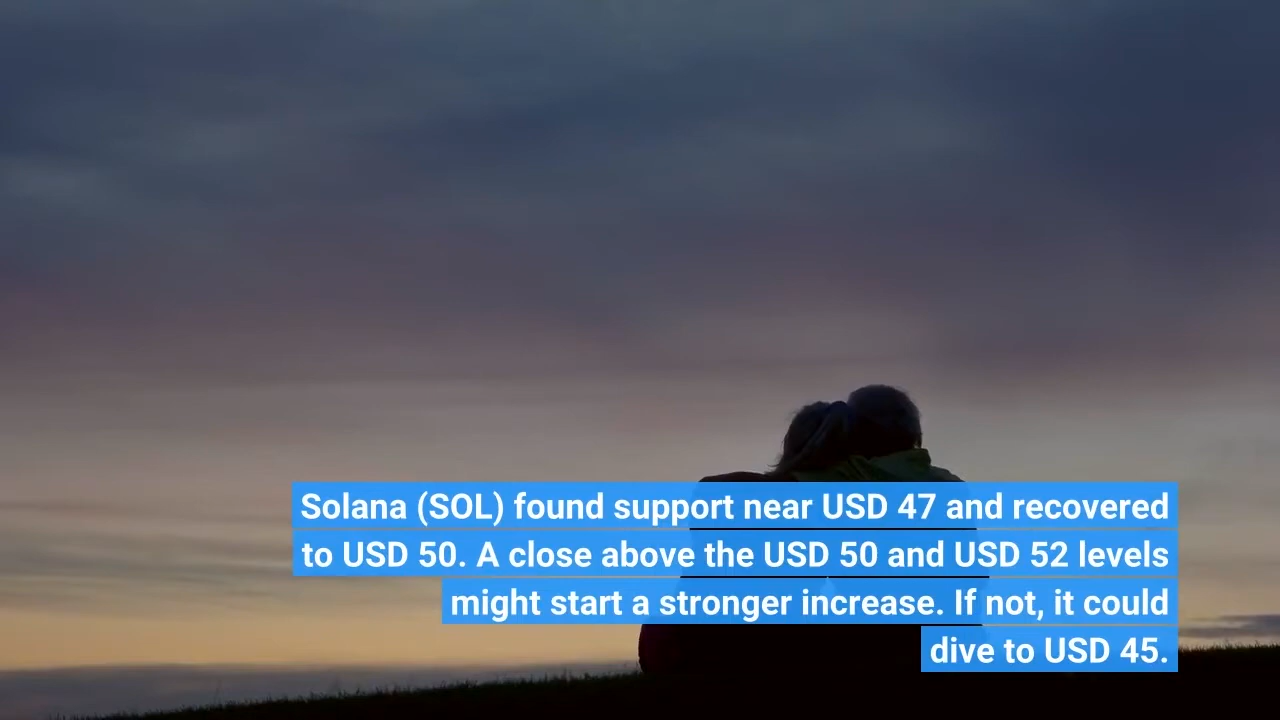 Solana (SOL) found support near USD 47 and recovered
to USD 50. A close above the USD 50 and USD 52 levels
might start a stronger increase. If not, it could
dive to USD 45.